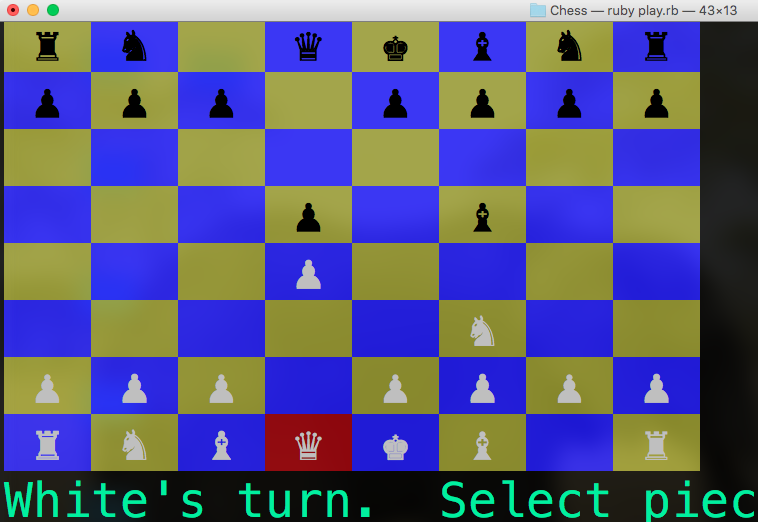 Chess — ruby play.rb — 43×13
White's turn. Select piec